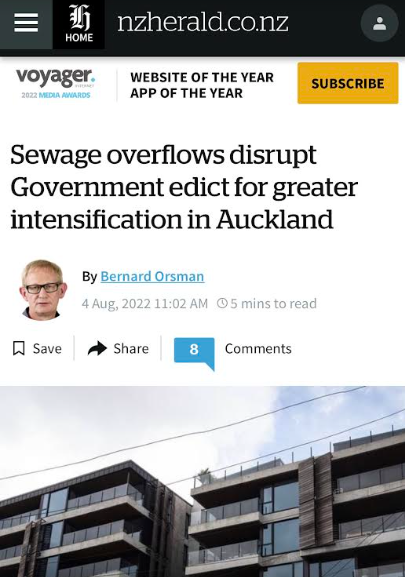 HOME
nzherald.co.nz
voyager.
2022 MEDIA AWARDS
WEBSITE OF THE YEAR
APP OF THE YEAR
SUBSCRIBE
Sewage overflows disrupt
Government edict for greater
intensification in Auckland
By Bernard Orsman
4 Aug, 2022 11:02 AM 5 mins to read
Save
Share
8
Comments